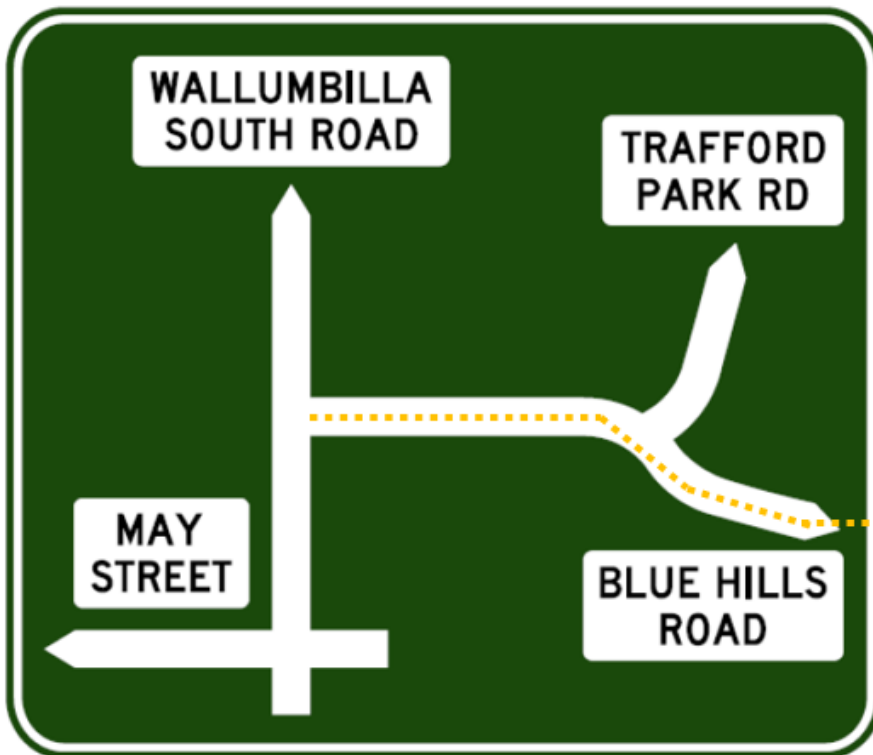 WALLUMBILLA
SOUTH ROAD
TRAFFORD
PARK RD
MAY
STREET
BLUE HILLS
ROAD